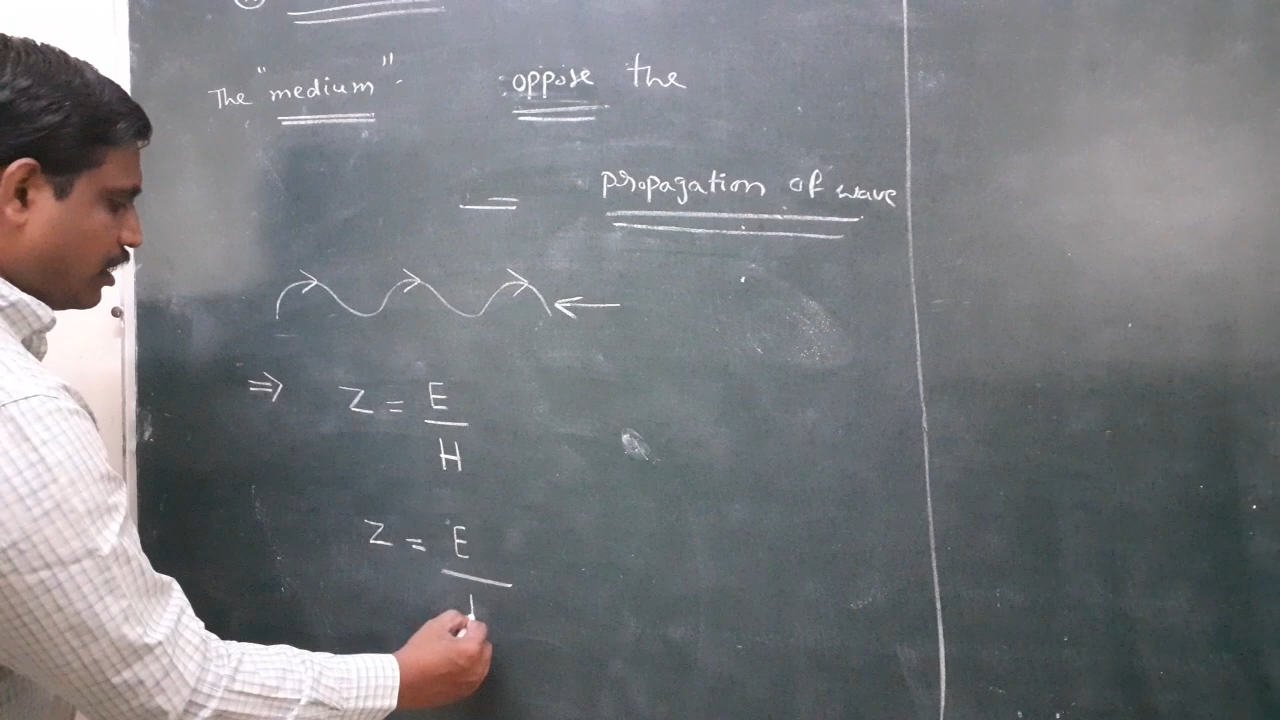 The "medium" oppose the
propagation of wave
⇒ Z = E
H
Z = E